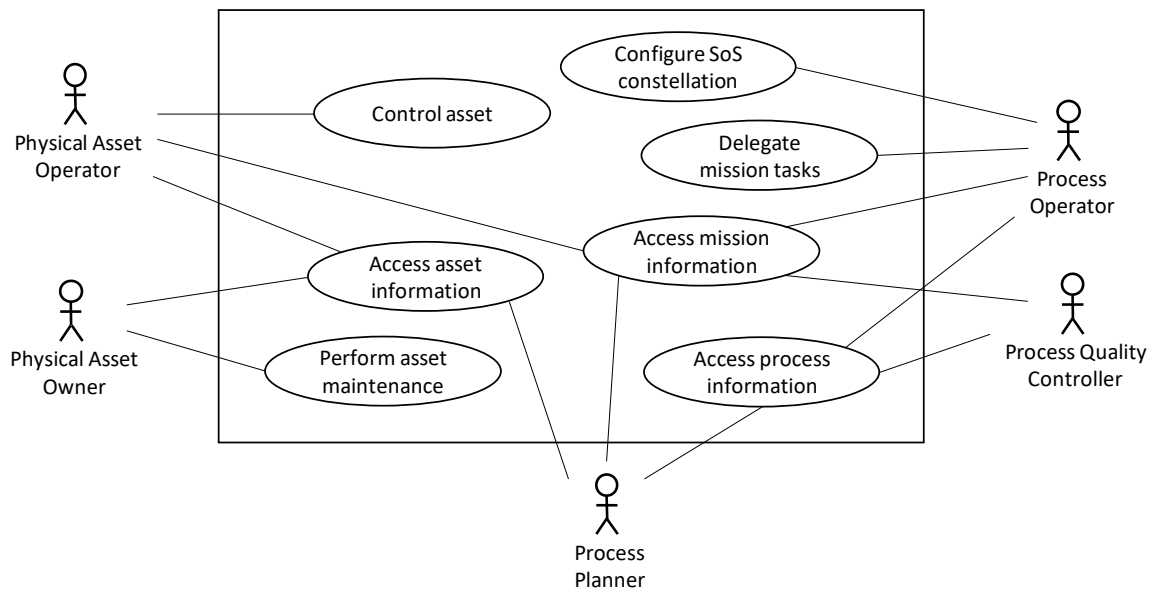 Configure SoS
constellation
Control asset
Physical Asset
Operator
Delegate
mission tasks
Process
Operator
Access mission
information
Access asset
information
Physical Asset
Owner
Perform asset
maintenance
Access process
information
Process Quality
Controller
Process
Planner